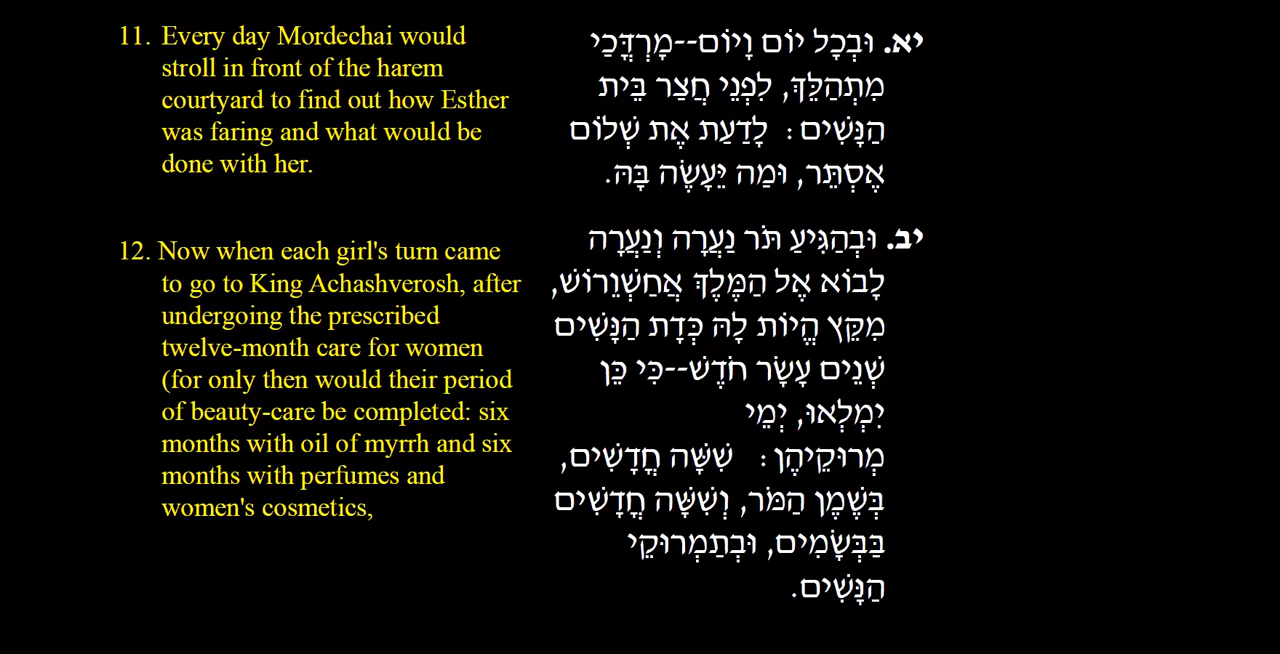 11. Every day Mordechai would
stroll in front of the harem
courtyard to find out how Esther
was faring and what would be
done with her.
12. Now when each girl's turn came
to go to King Achashverosh, after
undergoing the prescribed
twelve-month care for women
(for only then would their period
of beauty-care be completed: six
months with oil of myrrh and six
months with perfumes and
women's cosmetics,
יא. וּבְכָל יוֹם וָיוֹם--מָרְדֳּכַי
מִתְהַלֵּךְ, לִפְנֵי חֲצַר בֵּית
הַנָּשִׁים: לָדַעַת אֶת שְׁלוֹם
אֶסְתֵּר, וּמַה יֵּעָשֶׂה בָּהּ.
יב. וּבְהַגִּיעַ תֹּר נַעֲרָה וְנַעֲרָה
לָבוֹא אֶל הַמֶּלֶךְ אֲחַשְׁוֵרוֹשׁ,
מִקֵּץ הֱיוֹת לָהּ כְּדָת הַנָּשִׁים
שְׁנֵים עָשָׂר חֹדֶשׁ--כִּי כֵּן
יִמְלְאוּ, יְמֵי
מְרוּקֵיהֶן: שִׁשָּׁה חֳדָשִׁים,
בְּשֶׁמֶן הַמֹּר, וְשִׁשָּׁה חֳדָשִׁים
בַּבְּשָׂמִים, וּבְתַמְרוּקֵי
הַנָּשִׁים.